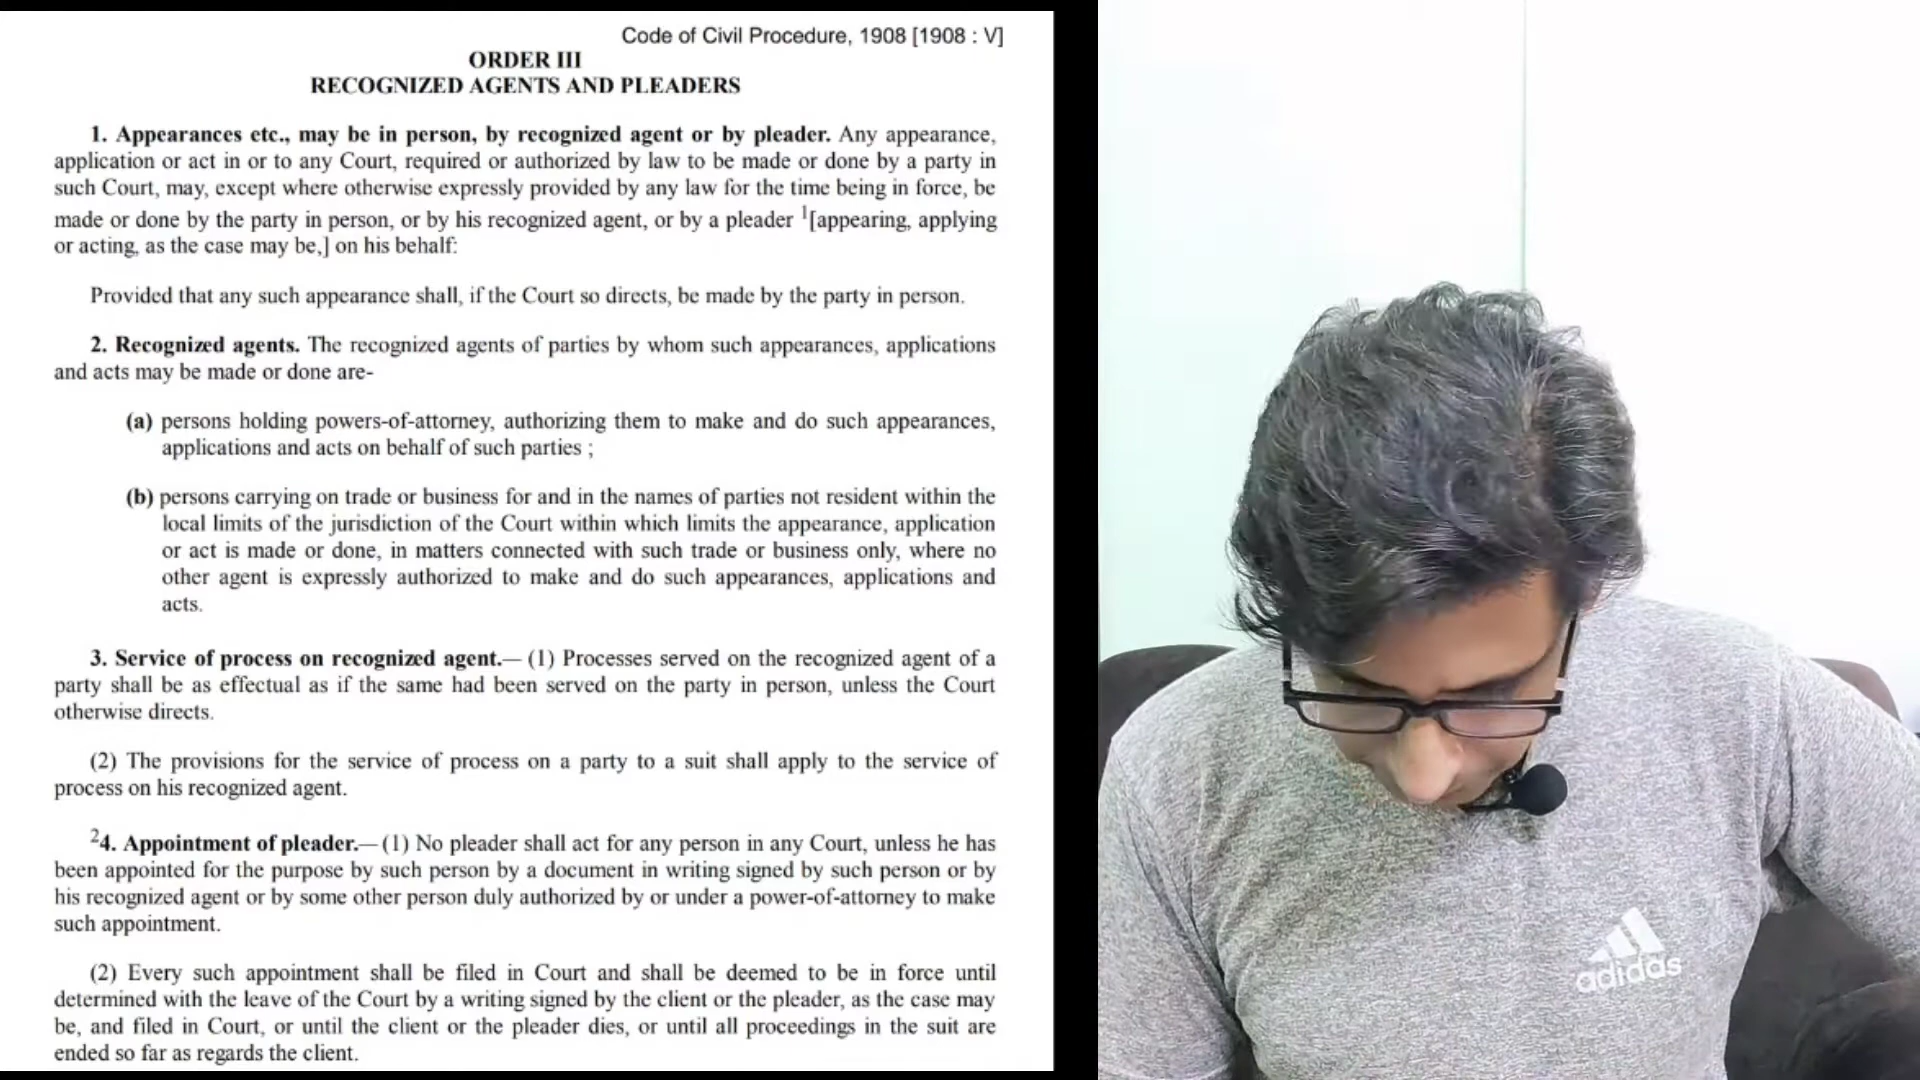 Code of Civil Procedure, 1908 [1908 : V]
ORDER III
RECOGNIZED AGENTS AND PLEADERS
1. Appearances etc., may be in person, by recognized agent or by pleader. Any appearance,
application or act in or to any Court, required or authorized by law to be made or done by a party in
such Court, may, except where otherwise expressly provided by any law for the time being in force, be
made or done by the party in person, or by his recognized agent, or by a pleader 1[appearing, applying
or acting, as the case may be,] on his behalf:
Provided that any such appearance shall, if the Court so directs, be made by the party in person.
2. Recognized agents. The recognized agents of parties by whom such appearances, applications
and acts may be made or done are-
(a) persons holding powers-of-attorney, authorizing them to make and do such appearances,
applications and acts on behalf of such parties ;
(b) persons carrying on trade or business for and in the names of parties not resident within the
local limits of the jurisdiction of the Court within which limits the appearance, application
or act is made or done, in matters connected with such trade or business only, where no
other agent is expressly authorized to make and do such appearances, applications and
acts.
3. Service of process on recognized agent.— (1) Processes served on the recognized agent of a
party shall be as effectual as if the same had been served on the party in person, unless the Court
otherwise directs.
(2) The provisions for the service of process on a party to a suit shall apply to the service of
process on his recognized agent.
24. Appointment of pleader.— (1) No pleader shall act for any person in any Court, unless he has
been appointed for the purpose by such person by a document in writing signed by such person or by
his recognized agent or by some other person duly authorized by or under a power-of-attorney to make
such appointment.
(2) Every such appointment shall be filed in Court and shall be deemed to be in force until
determined with the leave of the Court by a writing signed by the client or the pleader, as the case may
be, and filed in Court, or until the client or the pleader dies, or until all proceedings in the suit are
ended so far as regards the client.
adidas